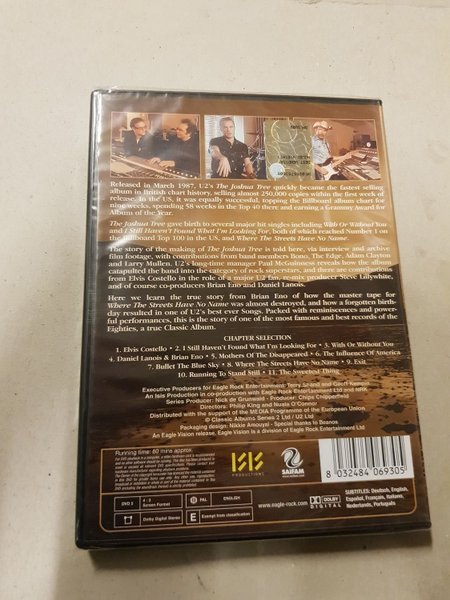 Released in March 1987, U2's The Joshua Tree quickly became the fastest selling
album in British chart history, selling almost 250,000 copies within the first week of
release. In the US, it was equally successful, topping the Billboard album chart for
nine weeks, spending 58 weeks in the Top 40 there and earning a Grammy Award for
Album of the Year.
The Joshua Tree gave birth to several major hit singles including With Or Without You
and I Still Haven't Found What I'm Looking For, both of which reached Number 1 on
the Billboard Top 100 in the US, and Where The Streets Have No Name.
The story of the making of The Joshua Tree is told here, via interview and archive
film footage, with contributions from band members Bono, The Edge, Adam Clayton
and Larry Mullen. U2's long-time manager Paul McGuinness reveals how the album
catapulted the band into the category of rock superstars, and there are contributions
from Elvis Costello in the role of a major U2 fan, re-mix producer Steve Lillywhite,
and of course co-producers Brian Eno and Daniel Lanois.
Here we learn the true story from Brian Eno of how the master tape for
Where The Streets Have No Name was almost destroyed, and how a forgotten birth-
day resulted in one of U2's best ever Songs. Packed with reminiscences and power-
ful performances, this is the story of one of the most famous and best records of the
Eighties, a true Classic Album.
CHAPTER SELECTION
1. Elvis Costello • 2. I Still Haven't Found What I'm Looking For • 3. With Or Without You
4. Daniel Lanois & Brian Eno • 5. Mothers Of The Disappeared • 6. The Influence Of America
7. Bullet The Blue Sky • 8. Where The Streets Have No Name • 9. Exit
10. Running To Stand Still • 11. The Sweetest Thing
Executive Producers for Eagle Rock Entertainment: Terry Shand and Geoff Kempin
An Isis Production in co-production with Eagle Rock Entertainment Ltd and NRK
Series Producer: Nick de Grunwald • Producer: Chips Chipperfield
Directors: Philip King and Nuala O'Connor
Distributed with the support of the MEDIA Programme of the European Union
© Classic Albums Series 2 Ltd / U2 Ltd
Packaging design: Nikkie Amouyal • Special thanks to Beanos
An Eagle Vision release. Eagle Vision is a division of Eagle Rock Entertainment Ltd
Running time: 60 mins approx.
ISIS
PRODUCTIONS
SAIFAM
8 032484 069305
DVD 5
4:3
Screen Format
Dolby Digital Stereo
PAL
ENGLISH
E
Exempt from classification
www.eagle-rock.com
DOLBY
DIGITAL
SUBTITLES: Deutsch, English,
Español, Français, Italiano,
Nederlands, Português